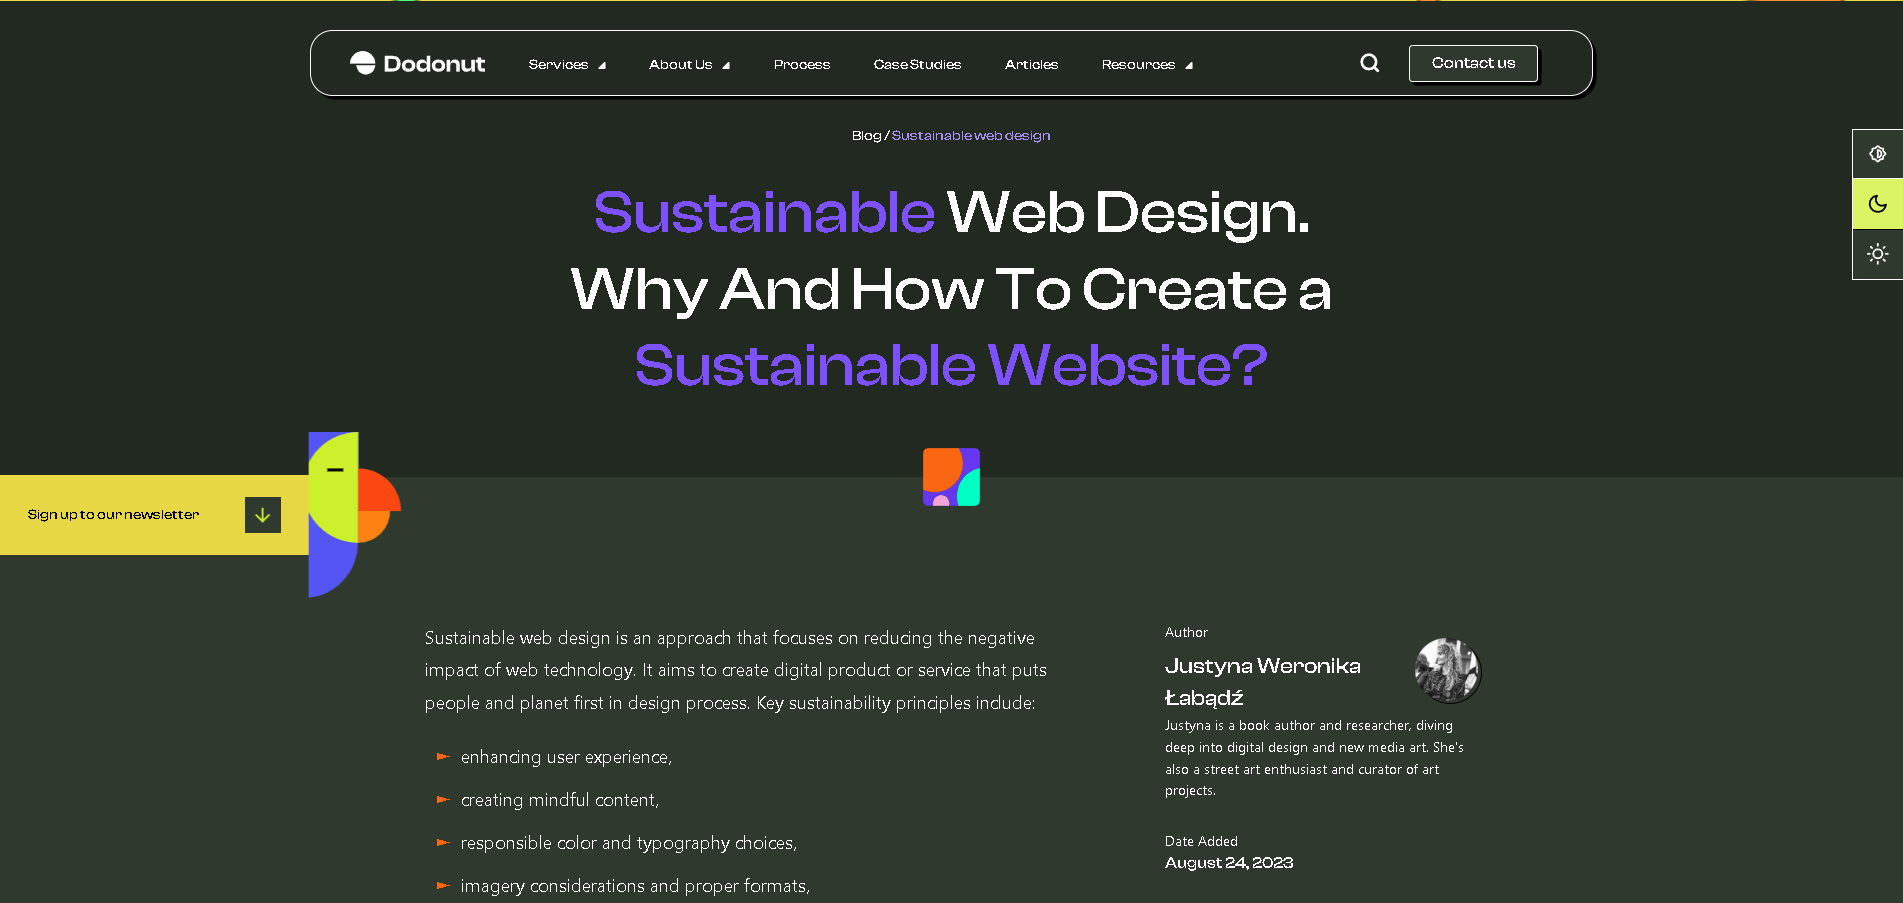 Dodonut
Services
About Us
Process
Case Studies
Articles
Resources
Contact us
Blog / Sustainable web design
Sustainable Web Design.
Why And How To Create a
Sustainable Website?
Sign up to our newsletter
Sustainable web design is an approach that focuses on reducing the negative
impact of web technology. It aims to create digital product or service that puts
people and planet first in design process. Key sustainability principles include:
enhancing user experience,
creating mindful content,
responsible color and typography choices,
imagery considerations and proper formats,
Author
Justyna Weronika
Łabądź
Justyna is a book author and researcher, diving
deep into digital design and new media art. She's
also a street art enthusiast and curator of art
projects.
Date Added
August 24, 2023